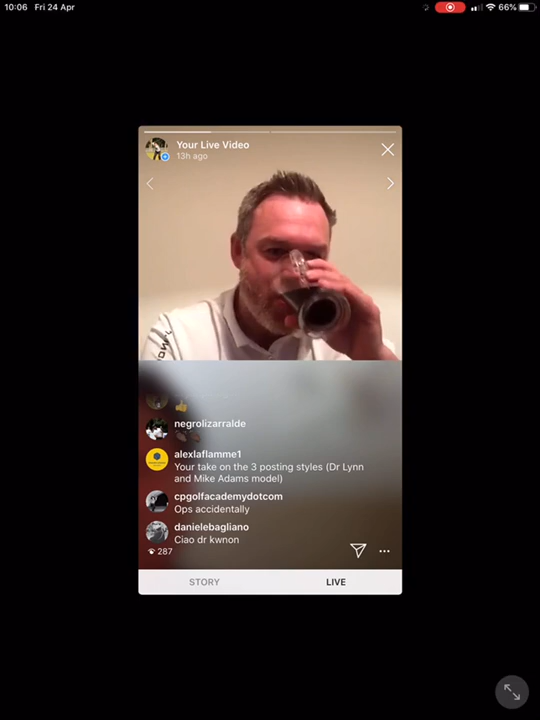 10:06 Fri 24 Apr
66%
Your Live Video
13h ago
negrolizarralde
alexlaflamme1
Your take on the 3 posting styles (Dr Lynn
and Mike Adams model)
cpgolfacademydotcom
Ops accidentally
danielebagliano
Ciao dr kwnon
287
STORY
LIVE